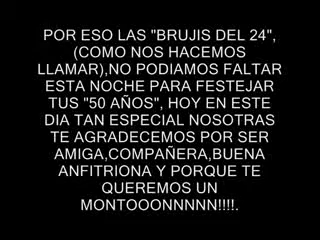 POR ESO LAS "BRUJIS DEL 24",
(COMO NOS HACEMOS
LLAMAR),NO PODIAMOS FALTAR
ESTA NOCHE PARA FESTEJAR
TUS "50 AÑOS", HOY EN ESTE
DIA TAN ESPECIAL NOSOTRAS
TE AGRADECEMOS POR SER
AMIGA,COMPAÑERA,BUENA
ANFITRIONA Y PORQUE TE
QUEREMOS UN
MONTOOONNNNN!!!!.